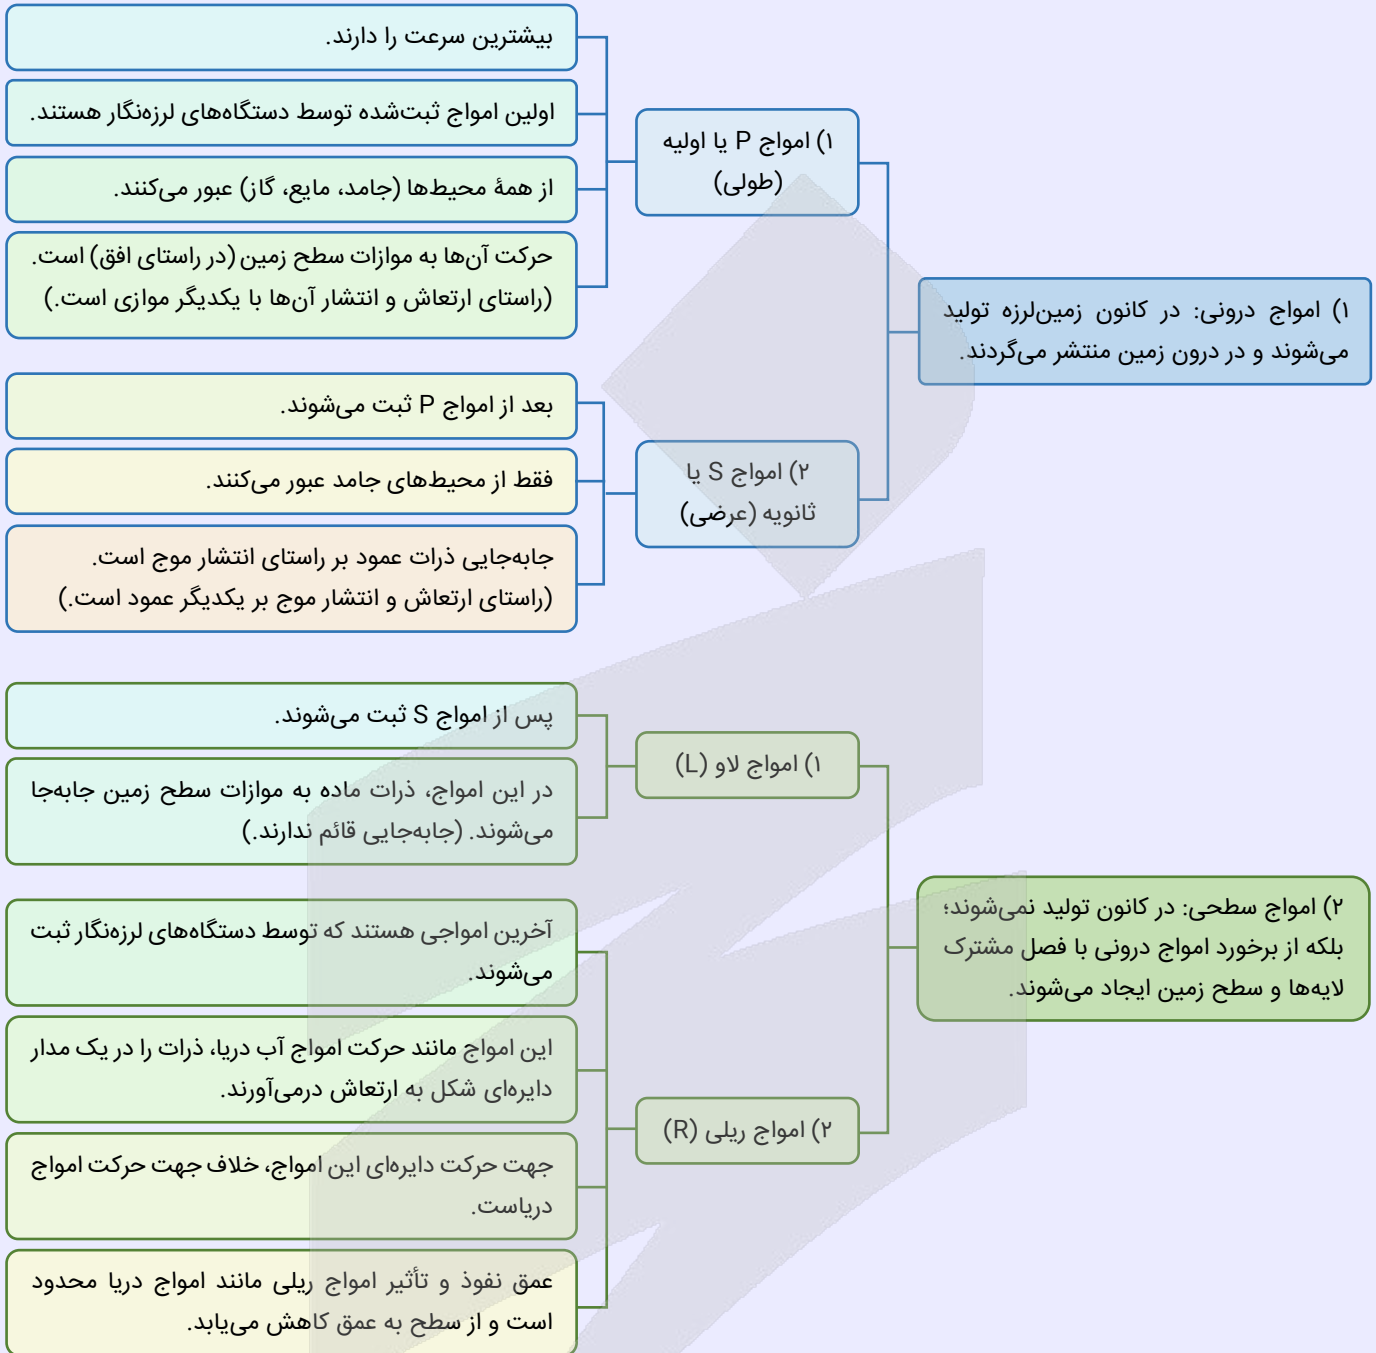 ۱) امواج درونی: در کانون زمین‌لرزه تولید
می‌شوند و در درون زمین منتشر می‌گردند.
۱) امواج P یا اولیه
(طولی)
بیشترین سرعت را دارند.
اولین امواج ثبت‌شده توسط دستگاه‌های لرزه‌نگار هستند.
از همهٔ محیط‌ها (جامد، مایع، گاز) عبور می‌کنند.
حرکت آن‌ها به موازات سطح زمین (در راستای افق) است.
(راستای ارتعاش و انتشار آن‌ها با یکدیگر موازی است.)
۲) امواج S یا
ثانویه (عرضی)
بعد از امواج P ثبت می‌شوند.
فقط از محیط‌های جامد عبور می‌کنند.
جابه‌جایی ذرات عمود بر راستای انتشار موج است.
(راستای ارتعاش و انتشار موج بر یکدیگر عمود است.)
۲) امواج سطحی: در کانون تولید نمی‌شوند؛
بلکه از برخورد امواج درونی با فصل مشترک
لایه‌ها و سطح زمین ایجاد می‌شوند.
۱) امواج لاو (L)
پس از امواج S ثبت می‌شوند.
در این امواج، ذرات ماده به موازات سطح زمین جابه‌جا
می‌شوند. (جابه‌جایی قائم ندارند.)
۲) امواج ریلی (R)
آخرین امواجی هستند که توسط دستگاه‌های لرزه‌نگار ثبت
می‌شوند.
این امواج مانند حرکت امواج آب دریا، ذرات را در یک مدار
دایره‌ای شکل به ارتعاش درمی‌آورند.
جهت حرکت دایره‌ای این امواج، خلاف جهت حرکت امواج
دریاست.
عمق نفوذ و تأثیر امواج ریلی مانند امواج دریا محدود
است و از سطح به عمق کاهش می‌یابد.